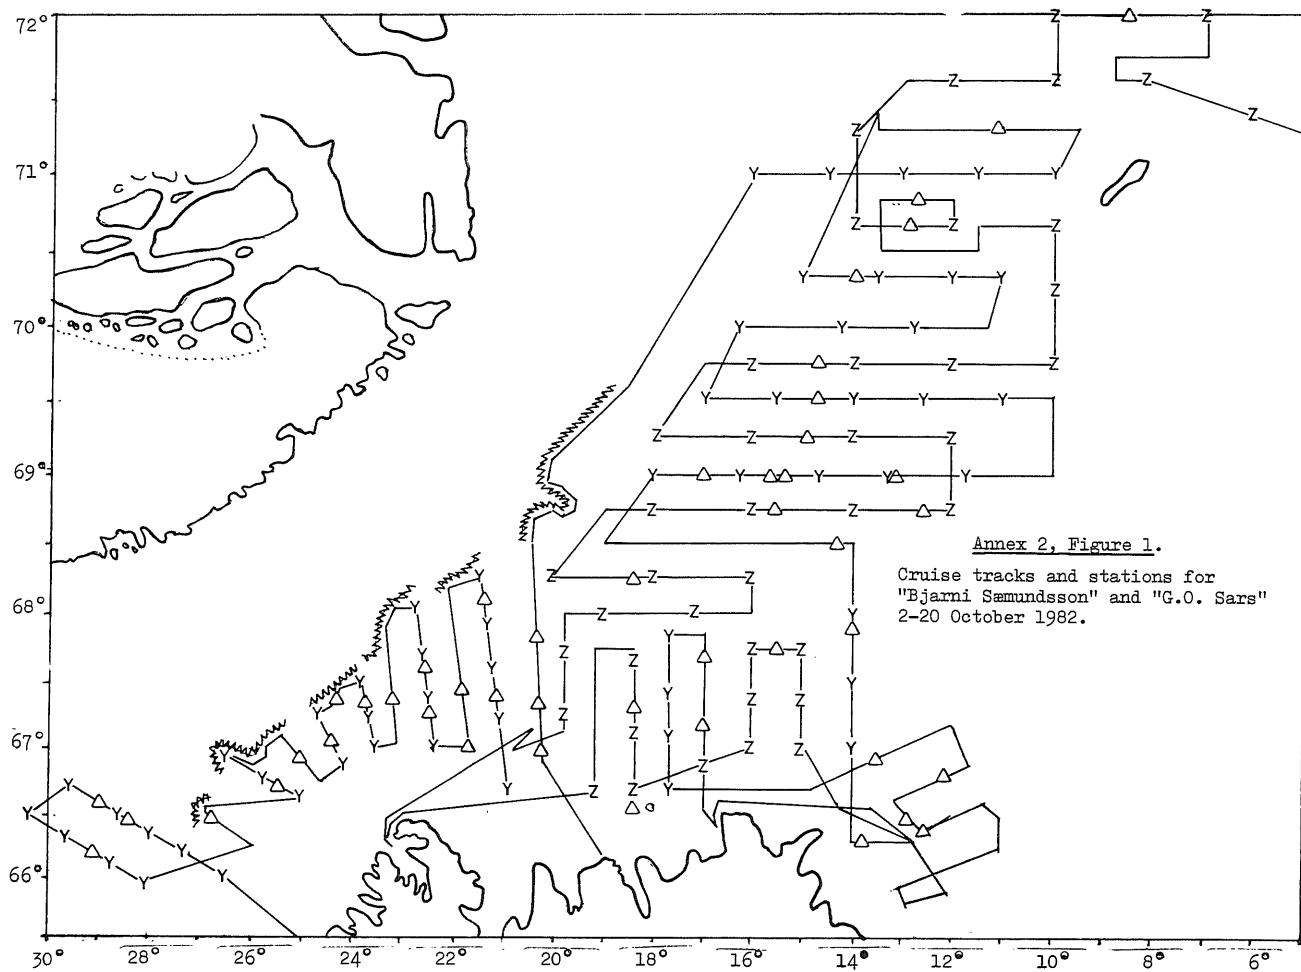 72°
71°
70°
69°
68°
67°
66°
Annex 2, Figure 1.
Cruise tracks and stations for
"Bjarni Sæmundsson" and "G.O. Sars"
2-20 October 1982.
30° 28° 26° 24° 22° 20° 18° 16° 14° 12° 10° 8° 6°